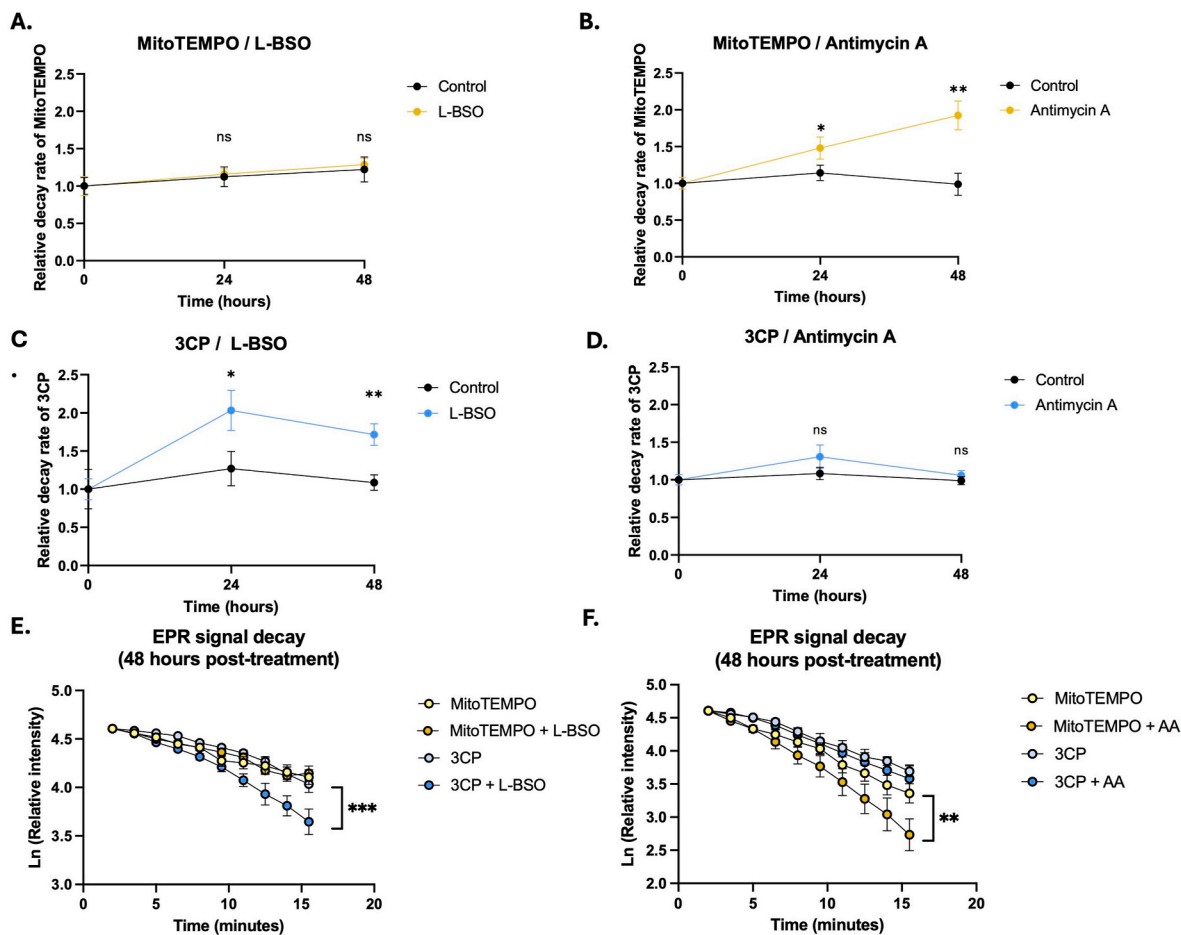 A.
MitoTEMPO / L-BSO
Relative decay rate of MitoTEMPO
2.5
2.0
1.5
1.0
0.5
0.0
ns
ns
0
24
48
Time (hours)
Control
L-BSO
B.
MitoTEMPO / Antimycin A
Relative decay rate of MitoTEMPO
2.5
2.0
1.5
1.0
0.5
0.0
*
**
0
24
48
Time (hours)
Control
Antimycin A
C
.
3CP / L-BSO
Relative decay rate of 3CP
2.5
2.0
1.5
1.0
0.5
0.0
*
**
0
24
48
Time (hours)
Control
L-BSO
D.
3CP / Antimycin A
Relative decay rate of 3CP
2.5
2.0
1.5
1.0
0.5
0.0
ns
ns
0
24
48
Time (hours)
Control
Antimycin A
E.
EPR signal decay
(48 hours post-treatment)
Ln (Relative intensity)
5.0
4.5
4.0
3.5
3.0
***
0
5
10
15
20
Time (minutes)
MitoTEMPO
MitoTEMPO + L-BSO
3CP
3CP + L-BSO
F.
EPR signal decay
(48 hours post-treatment)
Ln (Relative intensity)
5.0
4.5
4.0
3.5
3.0
2.5
2.0
**
0
5
10
15
20
Time (minutes)
MitoTEMPO
MitoTEMPO + AA
3CP
3CP + AA